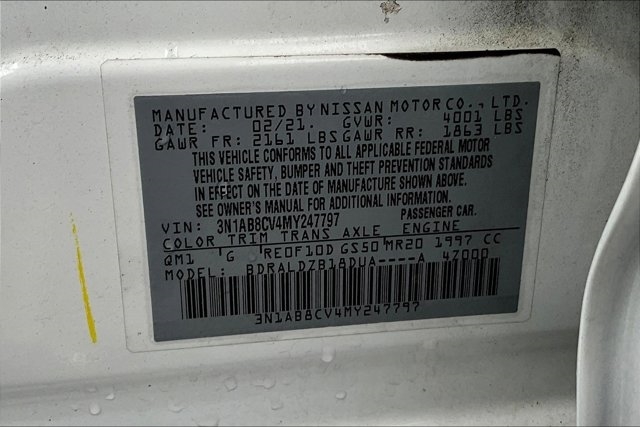 MANUFACTURED BY NISSAN MOTOR CO., LTD.
DATE: 02/21. GVWR: 4001 LBS
GAWR FR: 2161 LBS GAWR RR: 1863 LBS
THIS VEHICLE CONFORMS TO ALL APPLICABLE FEDERAL MOTOR
VEHICLE SAFETY, BUMPER AND THEFT PREVENTION STANDARDS
IN EFFECT ON THE DATE OF MANUFACTURE SHOWN ABOVE.
SEE OWNER'S MANUAL FOR ADDITIONAL INFORMATION.
VIN: 3N1AB8CV4MY247797 PASSENGER CAR.
COLOR TRIM TRANS AXLE ENGINE
QM1 G RE0F10D GS50 MR20 1997 CC
MODEL: BDRALDZB18DUA----A 47000
3N1AB8CV4MY247797